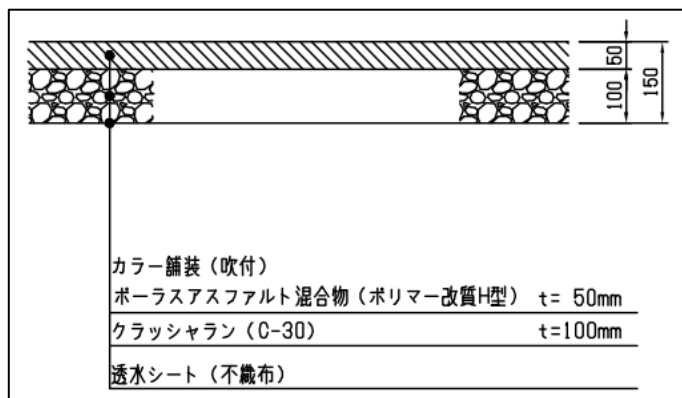 50
100
150
カラー舗装(吹付)
ポーラスアスファルト混合物(ポリマー改質H型) t= 50mm
クラッシャラン(C-30) t=100mm
透水シート(不織布)